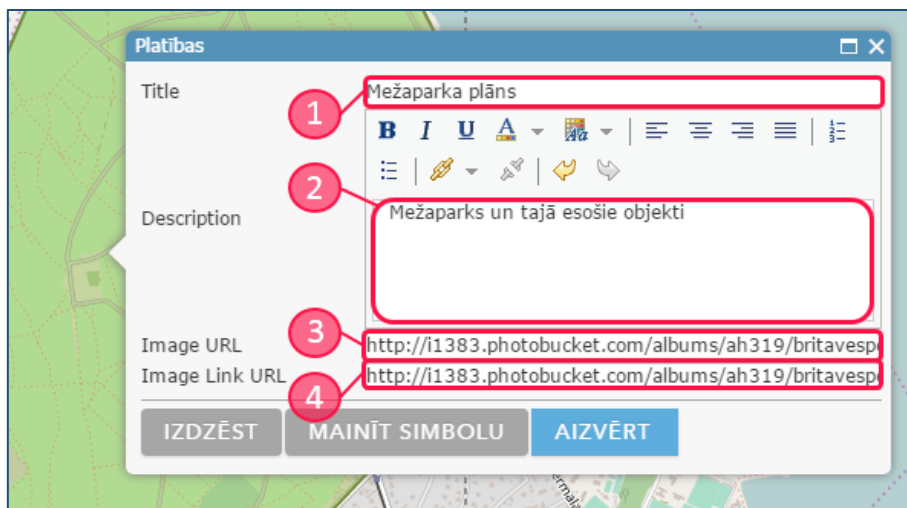 Platības
Title
Mežaparka plāns
1
B I U A
2
Description
Mežaparks un tajā esošie objekti
3
Image URL
http://i1383.photobucket.com/albums/ah319/britavesp
Image Link URL
http://i1383.photobucket.com/albums/ah319/britavesp
4
IZDZĒST MAINĪT SIMBOLU AIZVĒRT